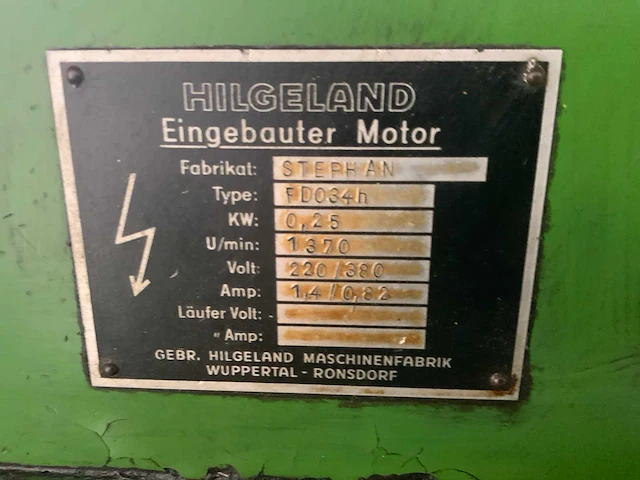 HILGELAND
Eingebauter Motor
Fabrikat: STEPHAN
Type: FD034h
KW: 0,25
U/min: 1370
Volt: 220/380
Amp: 1,4/0,82
Läufer Volt: -
„ Amp:
GEBR. HILGELAND MASCHINENFABRIK
WUPPERTAL - RONSDORF